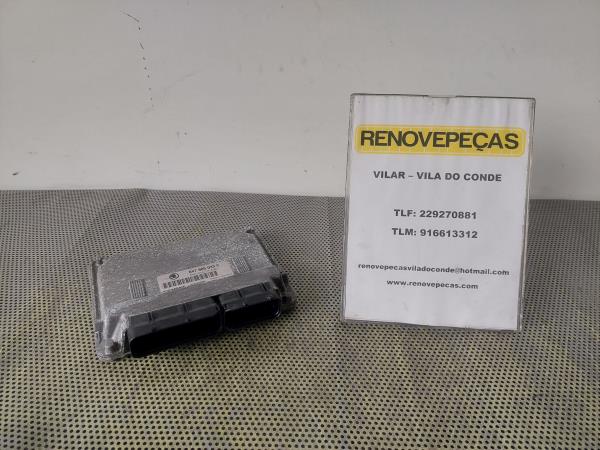 RENOVEPEÇAS
VILAR – VILA DO CONDE
TLF: 229270881
TLM: 916613312
renovepecasviladoconde@hotmail.com
www.renovepecas.com